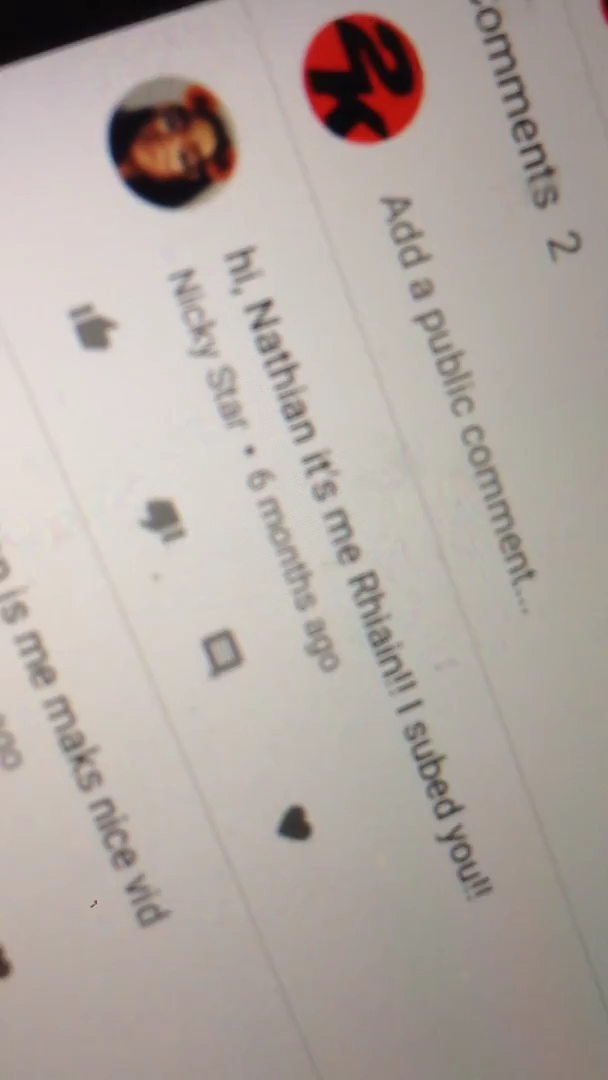 omments 2
2K
Add a public comment...
hi, Nathian it's me Rhiain!! I subed you!!
Nicky Star • 6 months ago
is me maks nice vid
ago